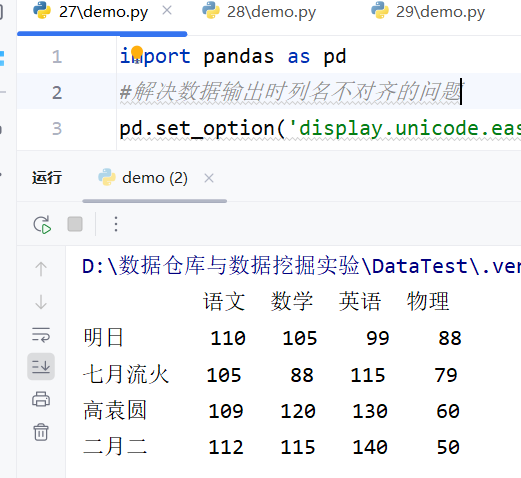 27\demo.py 28\demo.py 29\demo.py
1 import pandas as pd
2 #解决数据输出时列名不对齐的问题
3 pd.set_option('display.unicode.eas
运行 demo (2)
D:\数据仓库与数据挖掘实验\DataTest\.ver
语文 数学 英语 物理
明日 110 105 99 88
七月流火 105 88 115 79
高袁圆 109 120 130 60
二月二 112 115 140 50